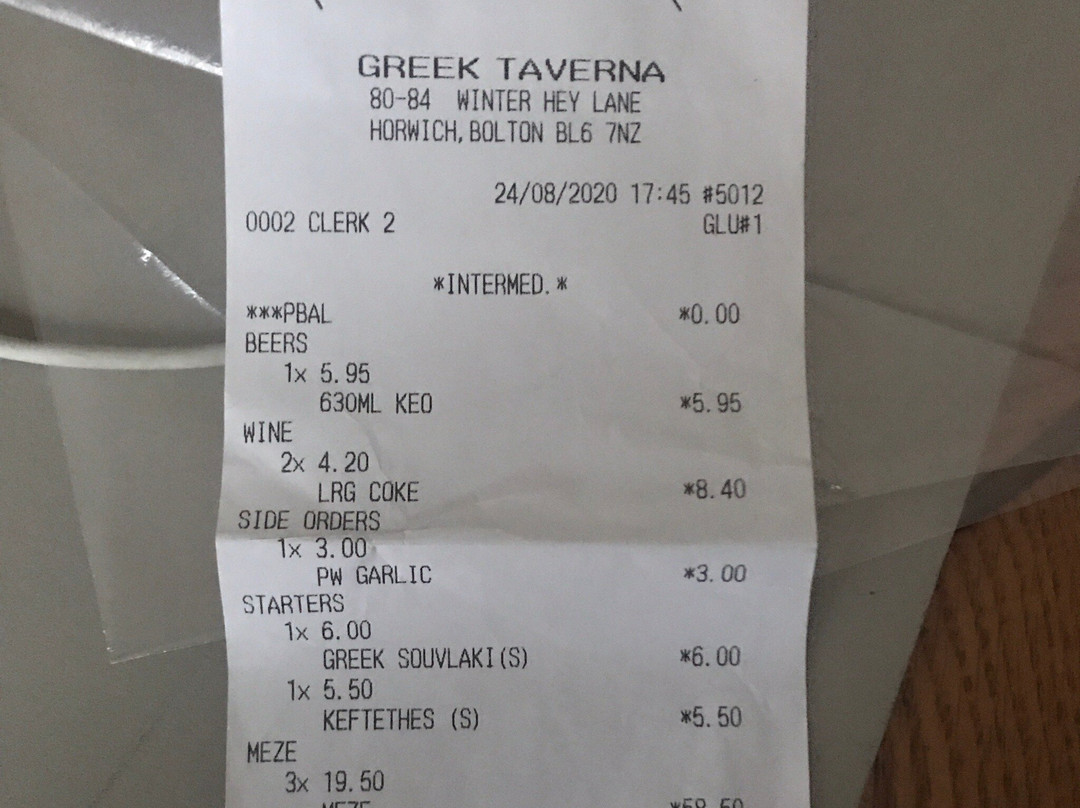 GREEK TAVERNA
80-84 WINTER HEY LANE
HORWICH, BOLTON BL6 7NZ
24/08/2020 17:45 #5012
0002 CLERK 2 GLU#1
*INTERMED.*
***PBAL *0.00
BEERS
1x 5.95
630ML KEO *5.95
WINE
2x 4.20
LRG COKE *8.40
SIDE ORDERS
1x 3.00
PW GARLIC *3.00
STARTERS
1x 6.00
GREEK SOUVLAKI(S) *6.00
1x 5.50
KEFTETHES (S) *5.50
MEZE
3x 19.50
MEZE